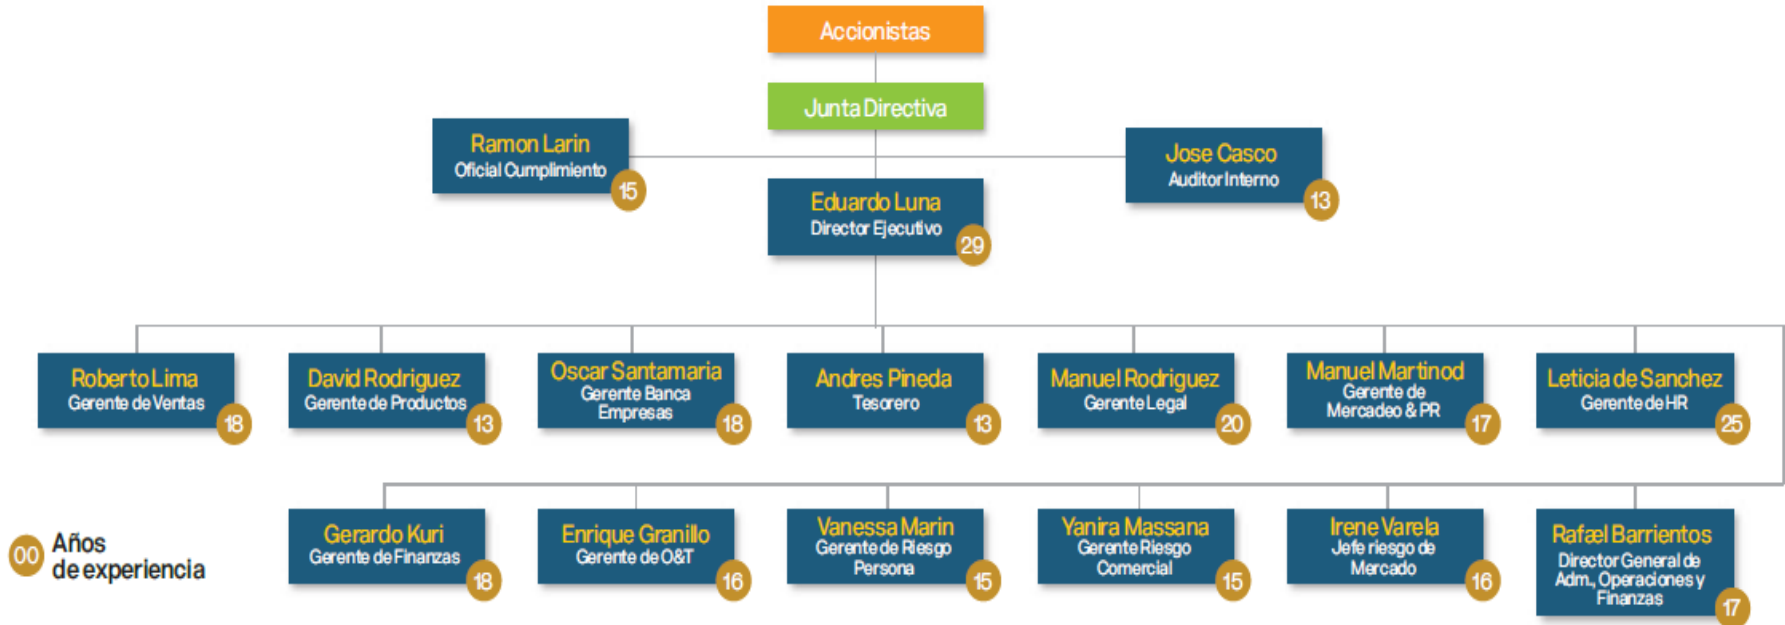 Accionistas
Junta Directiva
Ramon Larin
Oficial Cumplimiento
15
Jose Casco
Auditor Interno
13
Eduardo Luna
Director Ejecutivo
29
Roberto Lima
Gerente de Ventas
18
David Rodriguez
Gerente de Productos
13
Oscar Santamaria
Gerente Banca
Empresas
18
Andres Pineda
Tesorero
13
Manuel Rodriguez
Gerente Legal
20
Manuel Martinod
Gerente de
Mercadeo & PR
17
Leticia de Sanchez
Gerente de HR
25
Gerardo Kuri
Gerente de Finanzas
18
Enrique Granillo
Gerente de O&T
16
Vanessa Marin
Gerente de Riesgo
Persona
15
Yanira Massana
Gerente Riesgo
Comercial
15
Irene Varela
Jefe riesgo de
Mercado
16
Rafael Barrientos
Director General de
Adm., Operaciones y
Finanzas
17
00 Años
de experiencia